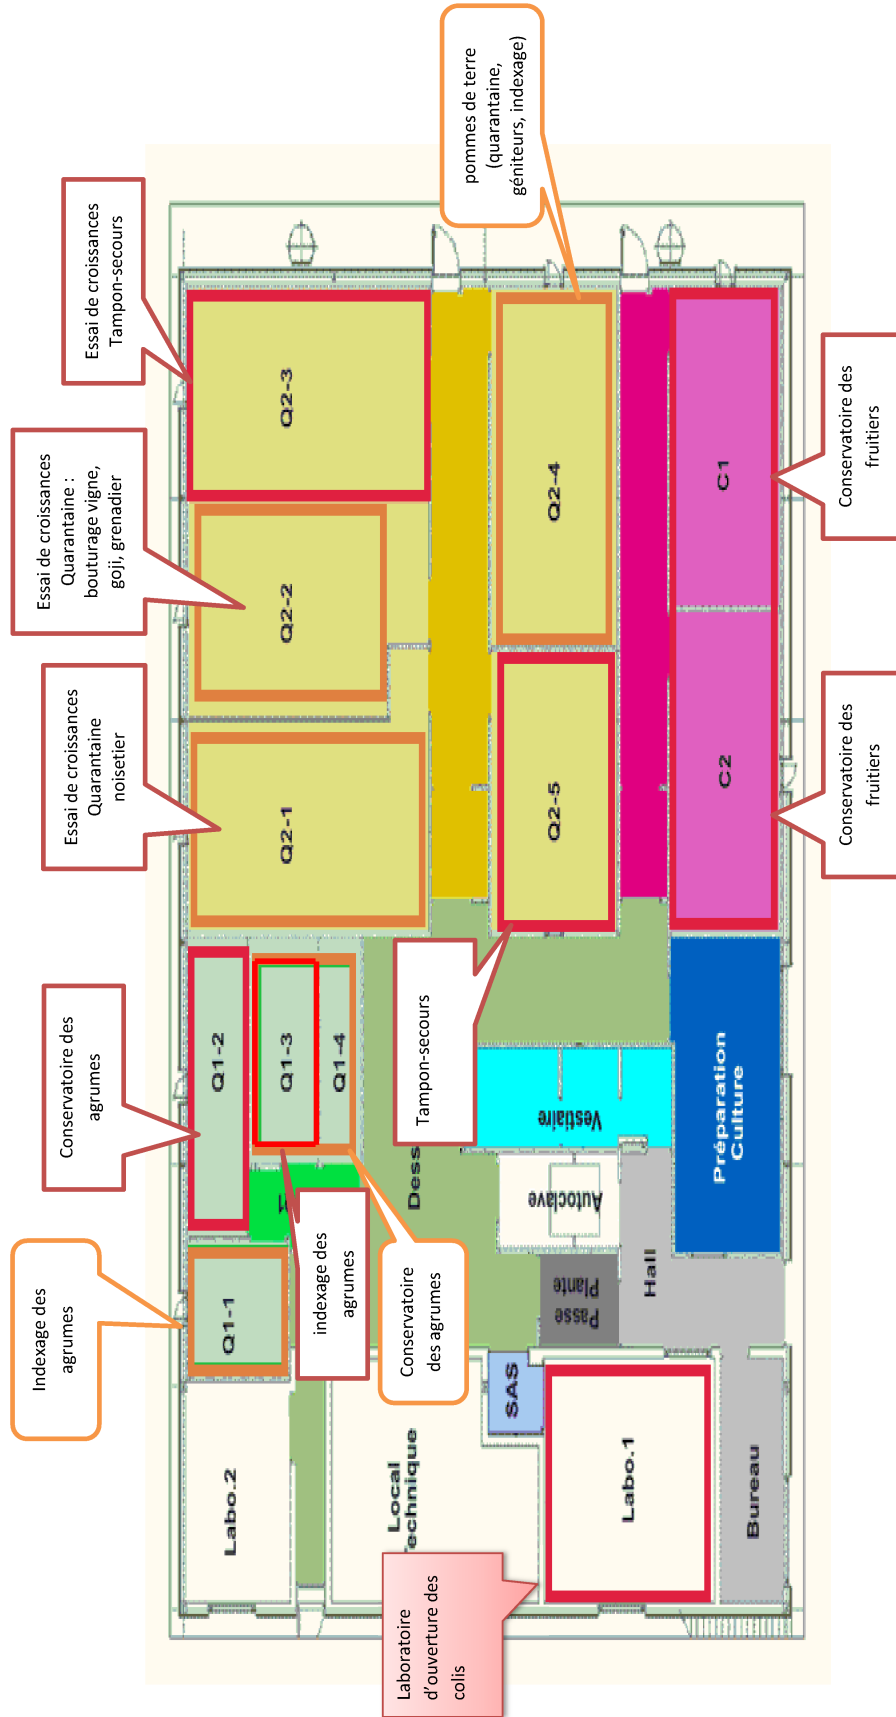 Indexage des
agrumes
Conservatoire des
agrumes
Essai de croissances
Quarantaine
noisetier
Essai de croissances
Quarantaine :
bouturage vigne,
goji, grenadier
Essai de croissances
Tampon-secours
pommes de terre
(quarantaine,
géniteurs, indexage)
Labo.2
Q1-1
Q1-2
Q1-3
Q1-4
Q2-1
Q2-2
Q2-3
indexage des
agrumes
Conservatoire
des agrumes
Dess
Tampon-secours
Local
echnique
Laboratoire
d'ouverture des
colis
SAS
Passe
Plante
Autoclave
Vestiaire
Q2-5
Q2-4
Labo.1
Hall
Bureau
Préparation
Culture
C2
C1
Conservatoire des
fruitiers
Conservatoire des
fruitiers